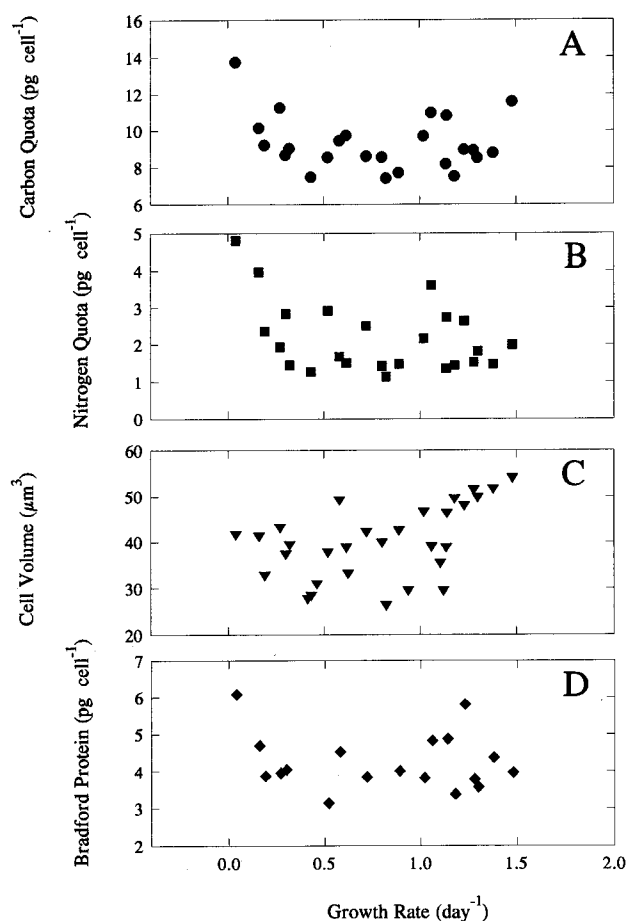 A
Carbon Quota (pg cell⁻¹)
16
14
12
10
8
6
B
Nitrogen Quota (pg cell⁻¹)
5
4
3
2
1
0
C
Cell Volume (μm³)
60
50
40
30
20
D
Bradford Protein (pg cell⁻¹)
7
6
5
4
3
2
0.0 0.5 1.0 1.5 2.0
Growth Rate (day⁻¹)